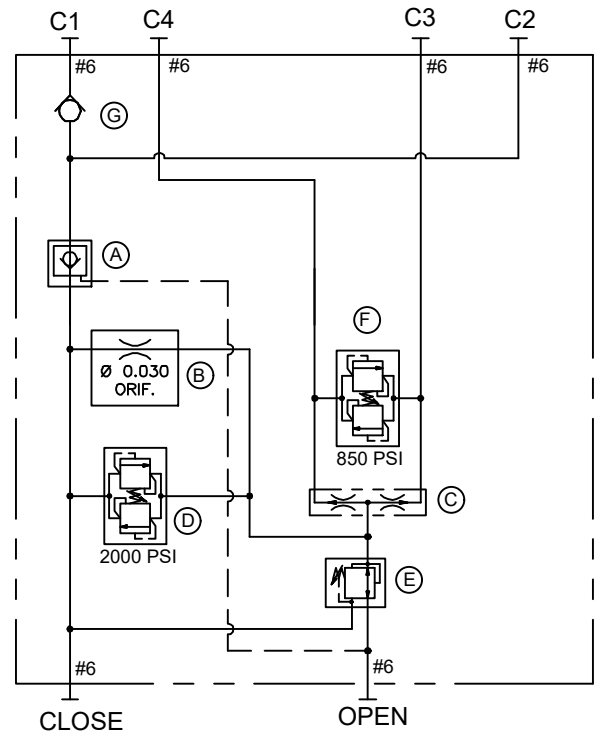 C1 C4 C3 C2
#6 #6 #6 #6
G
A
F
Ø 0.030
ORIF.
B
850 PSI
C
D
2000 PSI
E
#6 #6
CLOSE OPEN